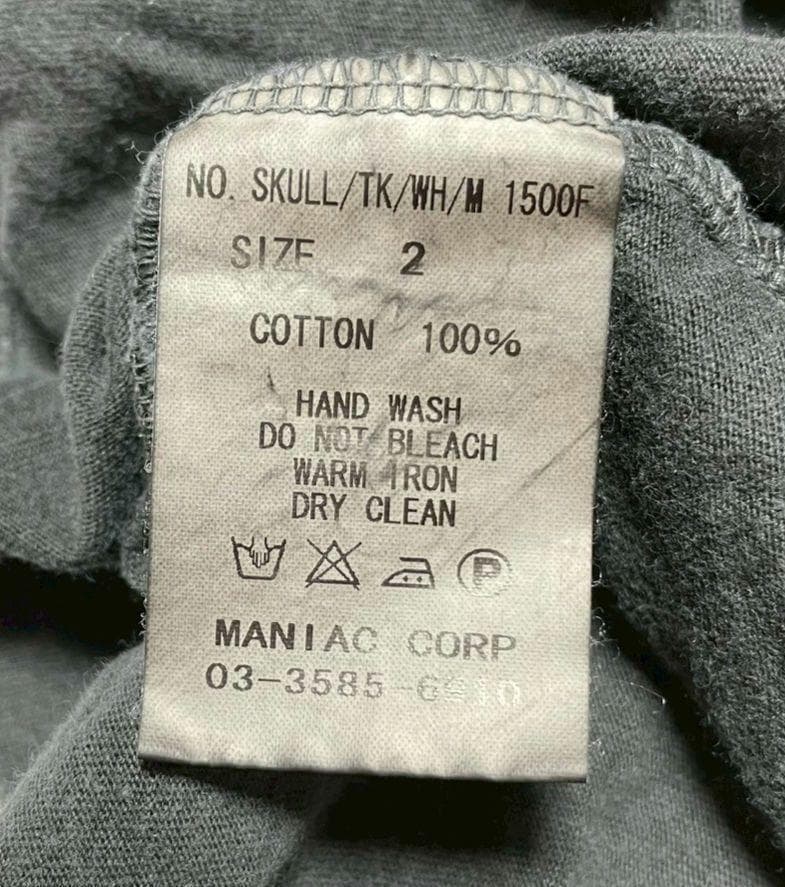 NO. SKULL/TK/WH/M 1500F
SIZE 2
COTTON 100%
HAND WASH
DO NOT BLEACH
WARM IRON
DRY CLEAN
P
MANIAC CORP
03-3585-